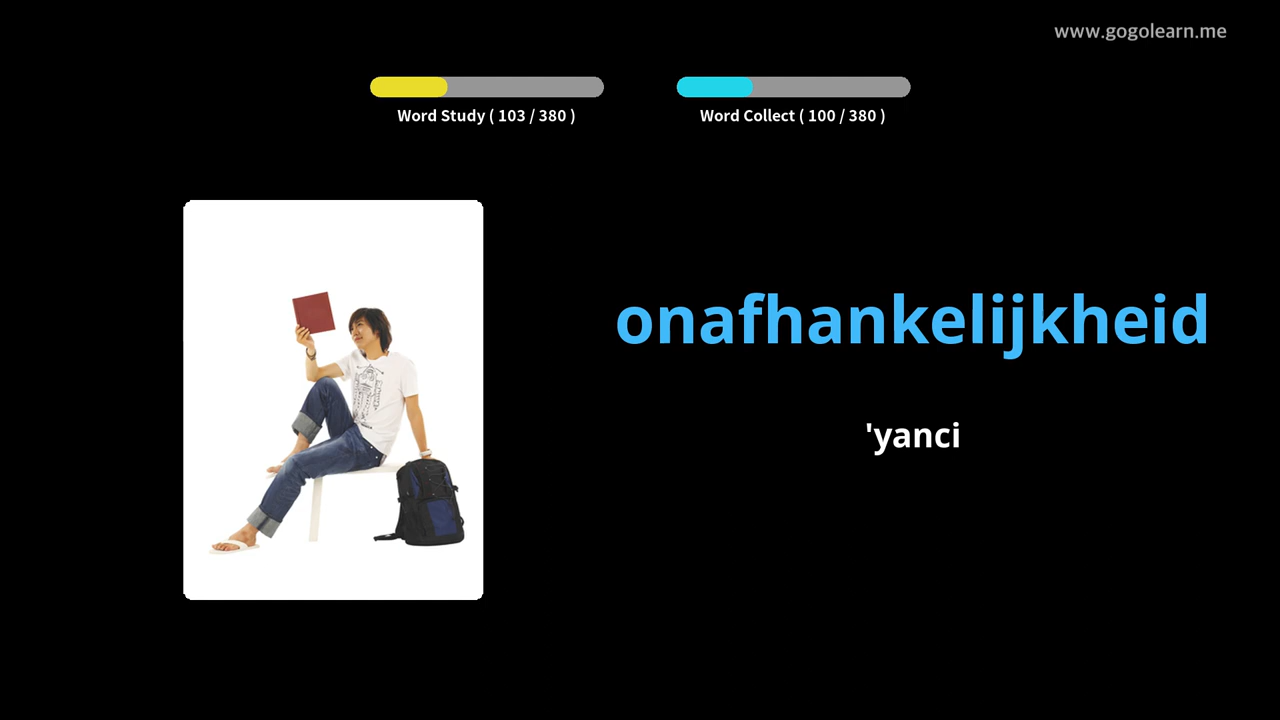 www.gogolearn.me
Word Study ( 103 / 380 )
Word Collect ( 100 / 380 )
onafhankelijkheid
'yanci